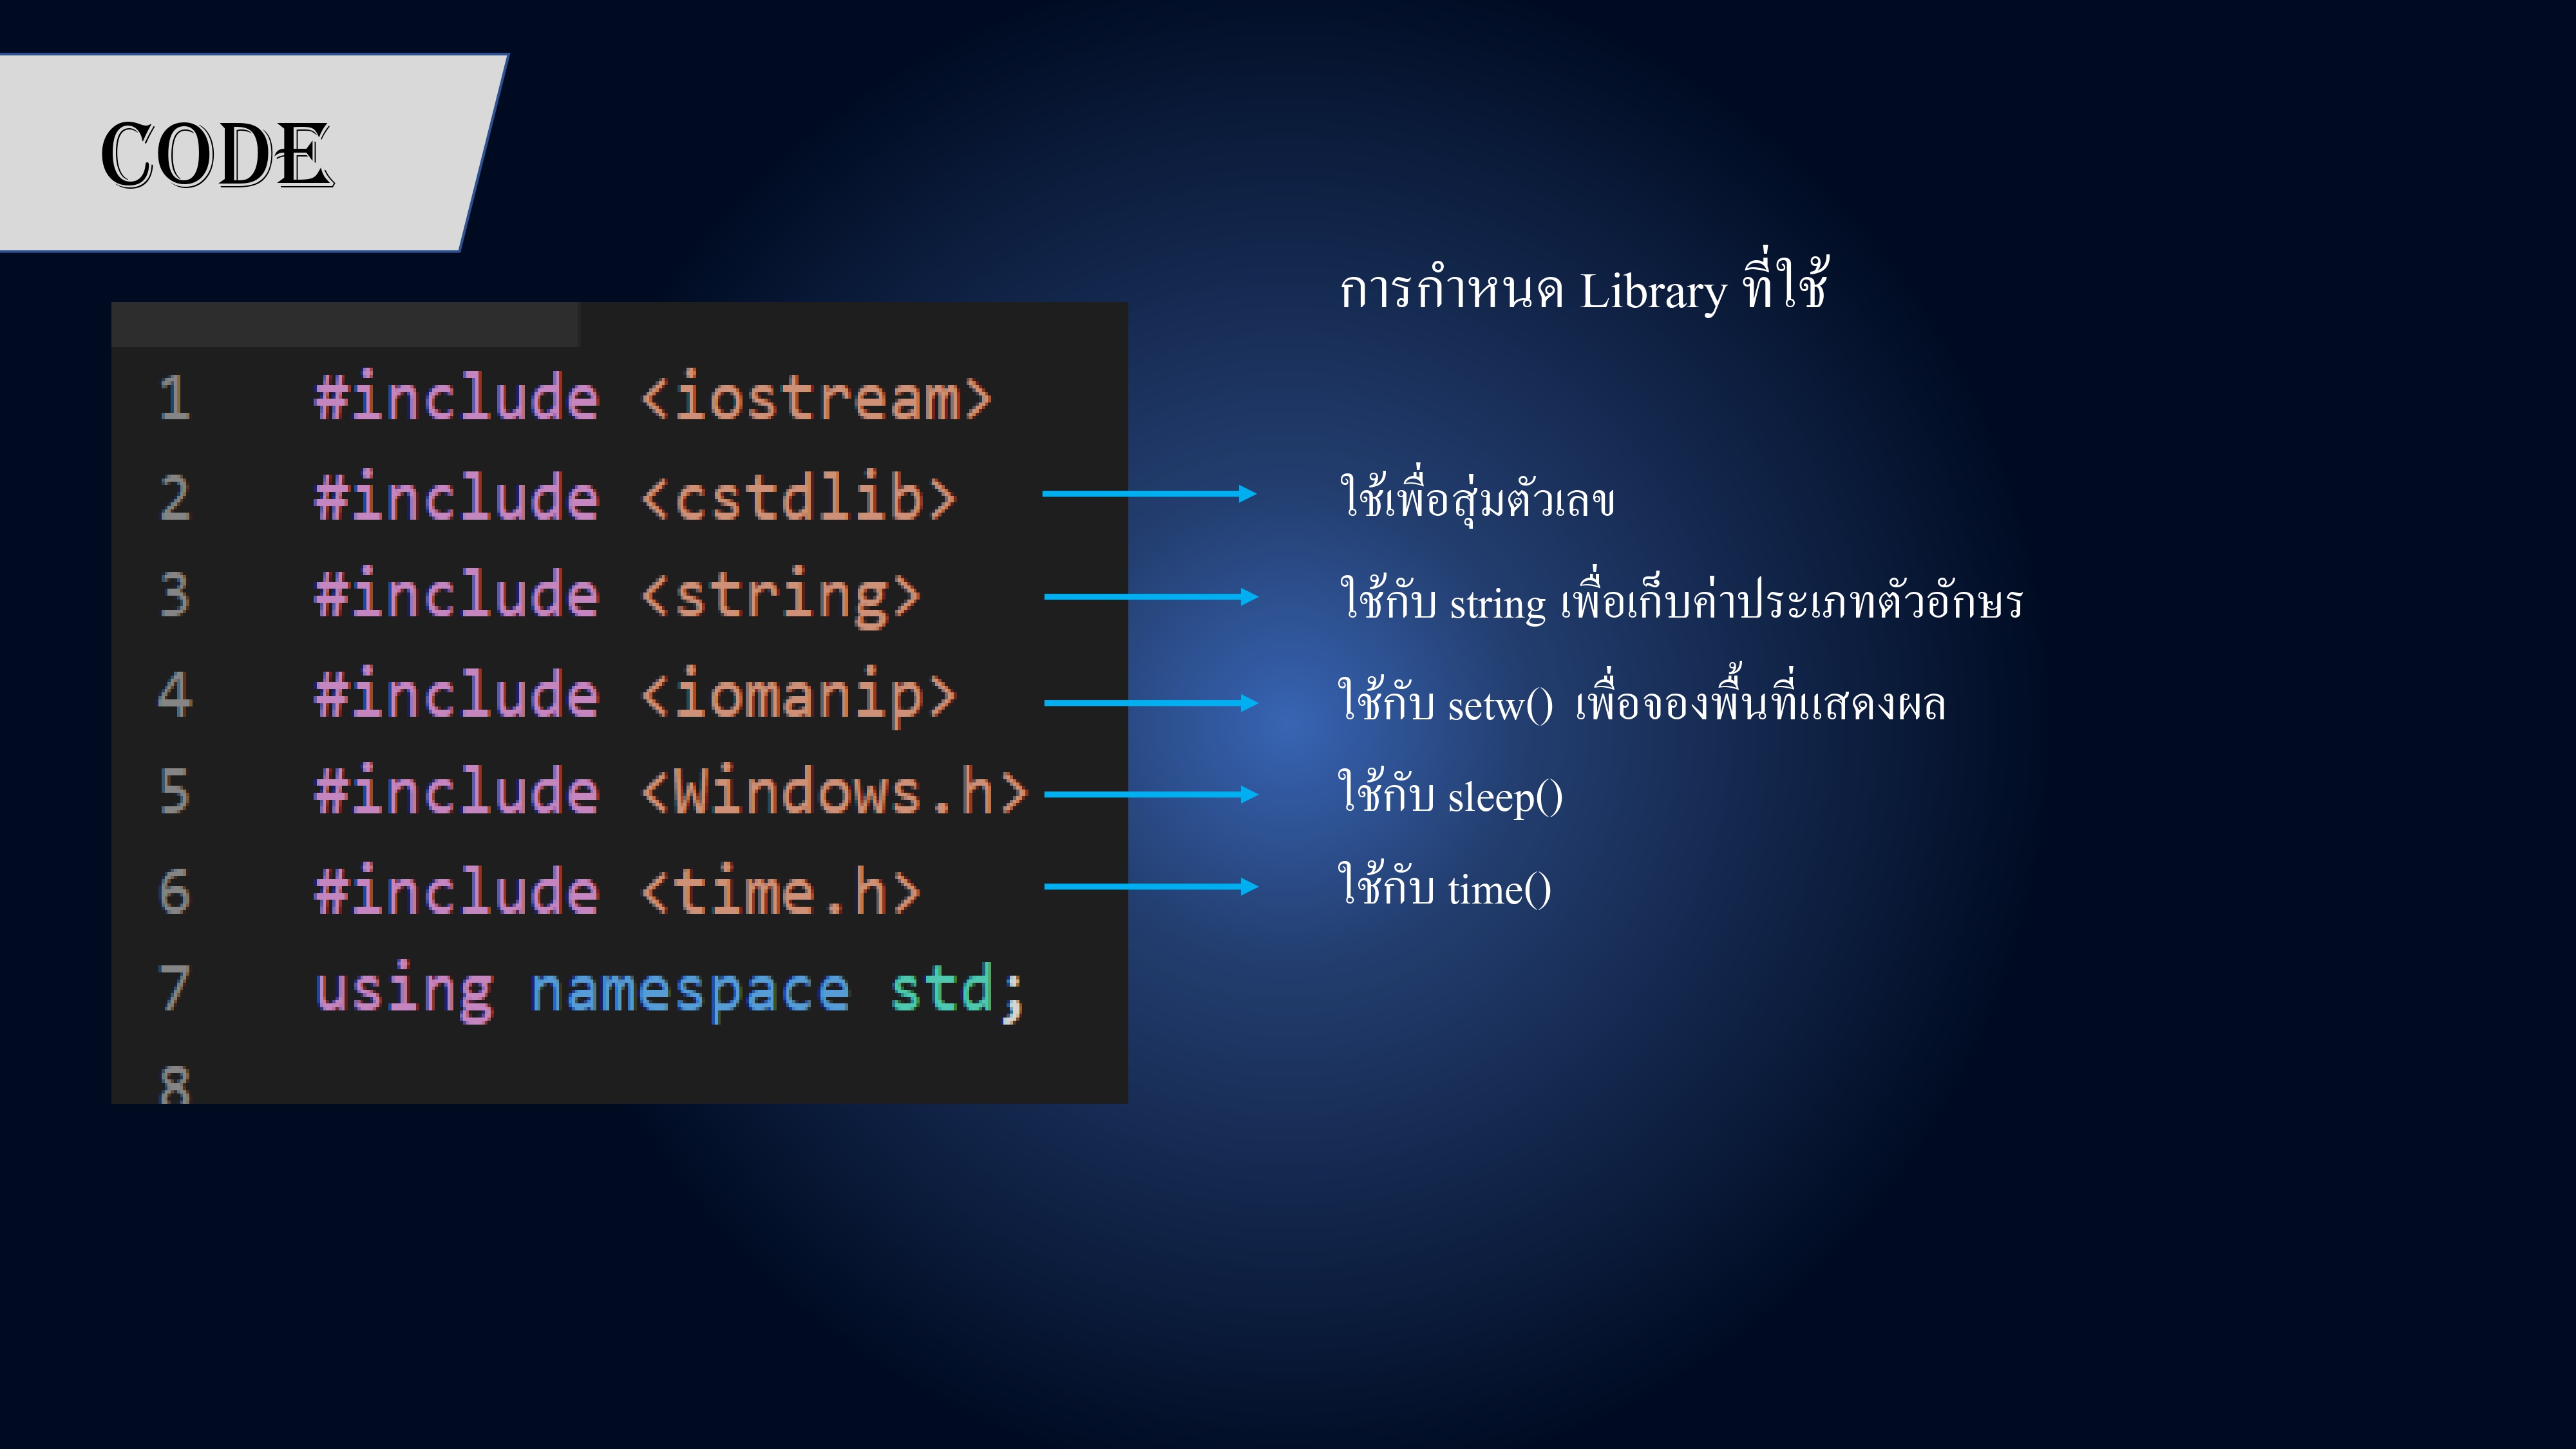 CODE
การกำหนด Library ที่ใช้
1 #include <iostream>
2 #include <cstdlib>
ใช้เพื่อสุ่มตัวเลข
3 #include <string>
ใช้กับ string เพื่อเก็บค่าประเภทตัวอักษร
4 #include <iomanip>
ใช้กับ setw() เพื่อจองพื้นที่แสดงผล
5 #include <Windows.h>
ใช้กับ sleep()
6 #include <time.h>
ใช้กับ time()
7 using namespace std;
8